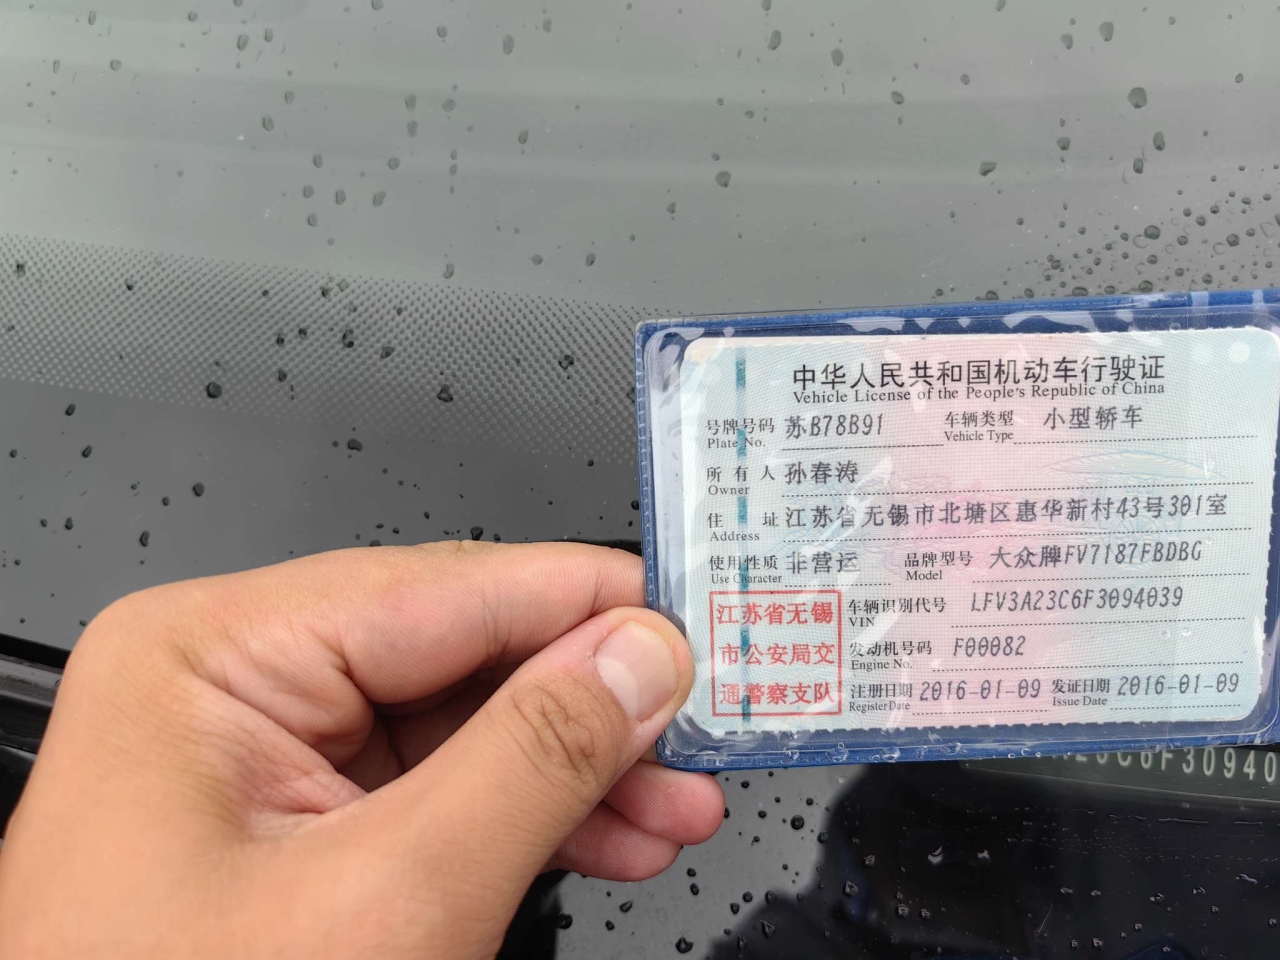 中华人民共和国机动车行驶证
Vehicle License of the People's Republic of China
号牌号码 苏B78B91 车辆类型 小型轿车
Plate No. Vehicle Type
所有人 孙春涛
Owner
住址 江苏省无锡市北塘区惠华新村43号301室
Address
使用性质 非营运 品牌型号 大众牌FV7187FBDBG
Use Character Model
江苏省无锡
市公安局交
通警察支队
车辆识别代号 LFV3A23C6F3094039
VIN
发动机号码 F00082
Engine No.
注册日期 2016-01-09 发证日期 2016-01-09
Register Date Issue Date
A23C6F30940